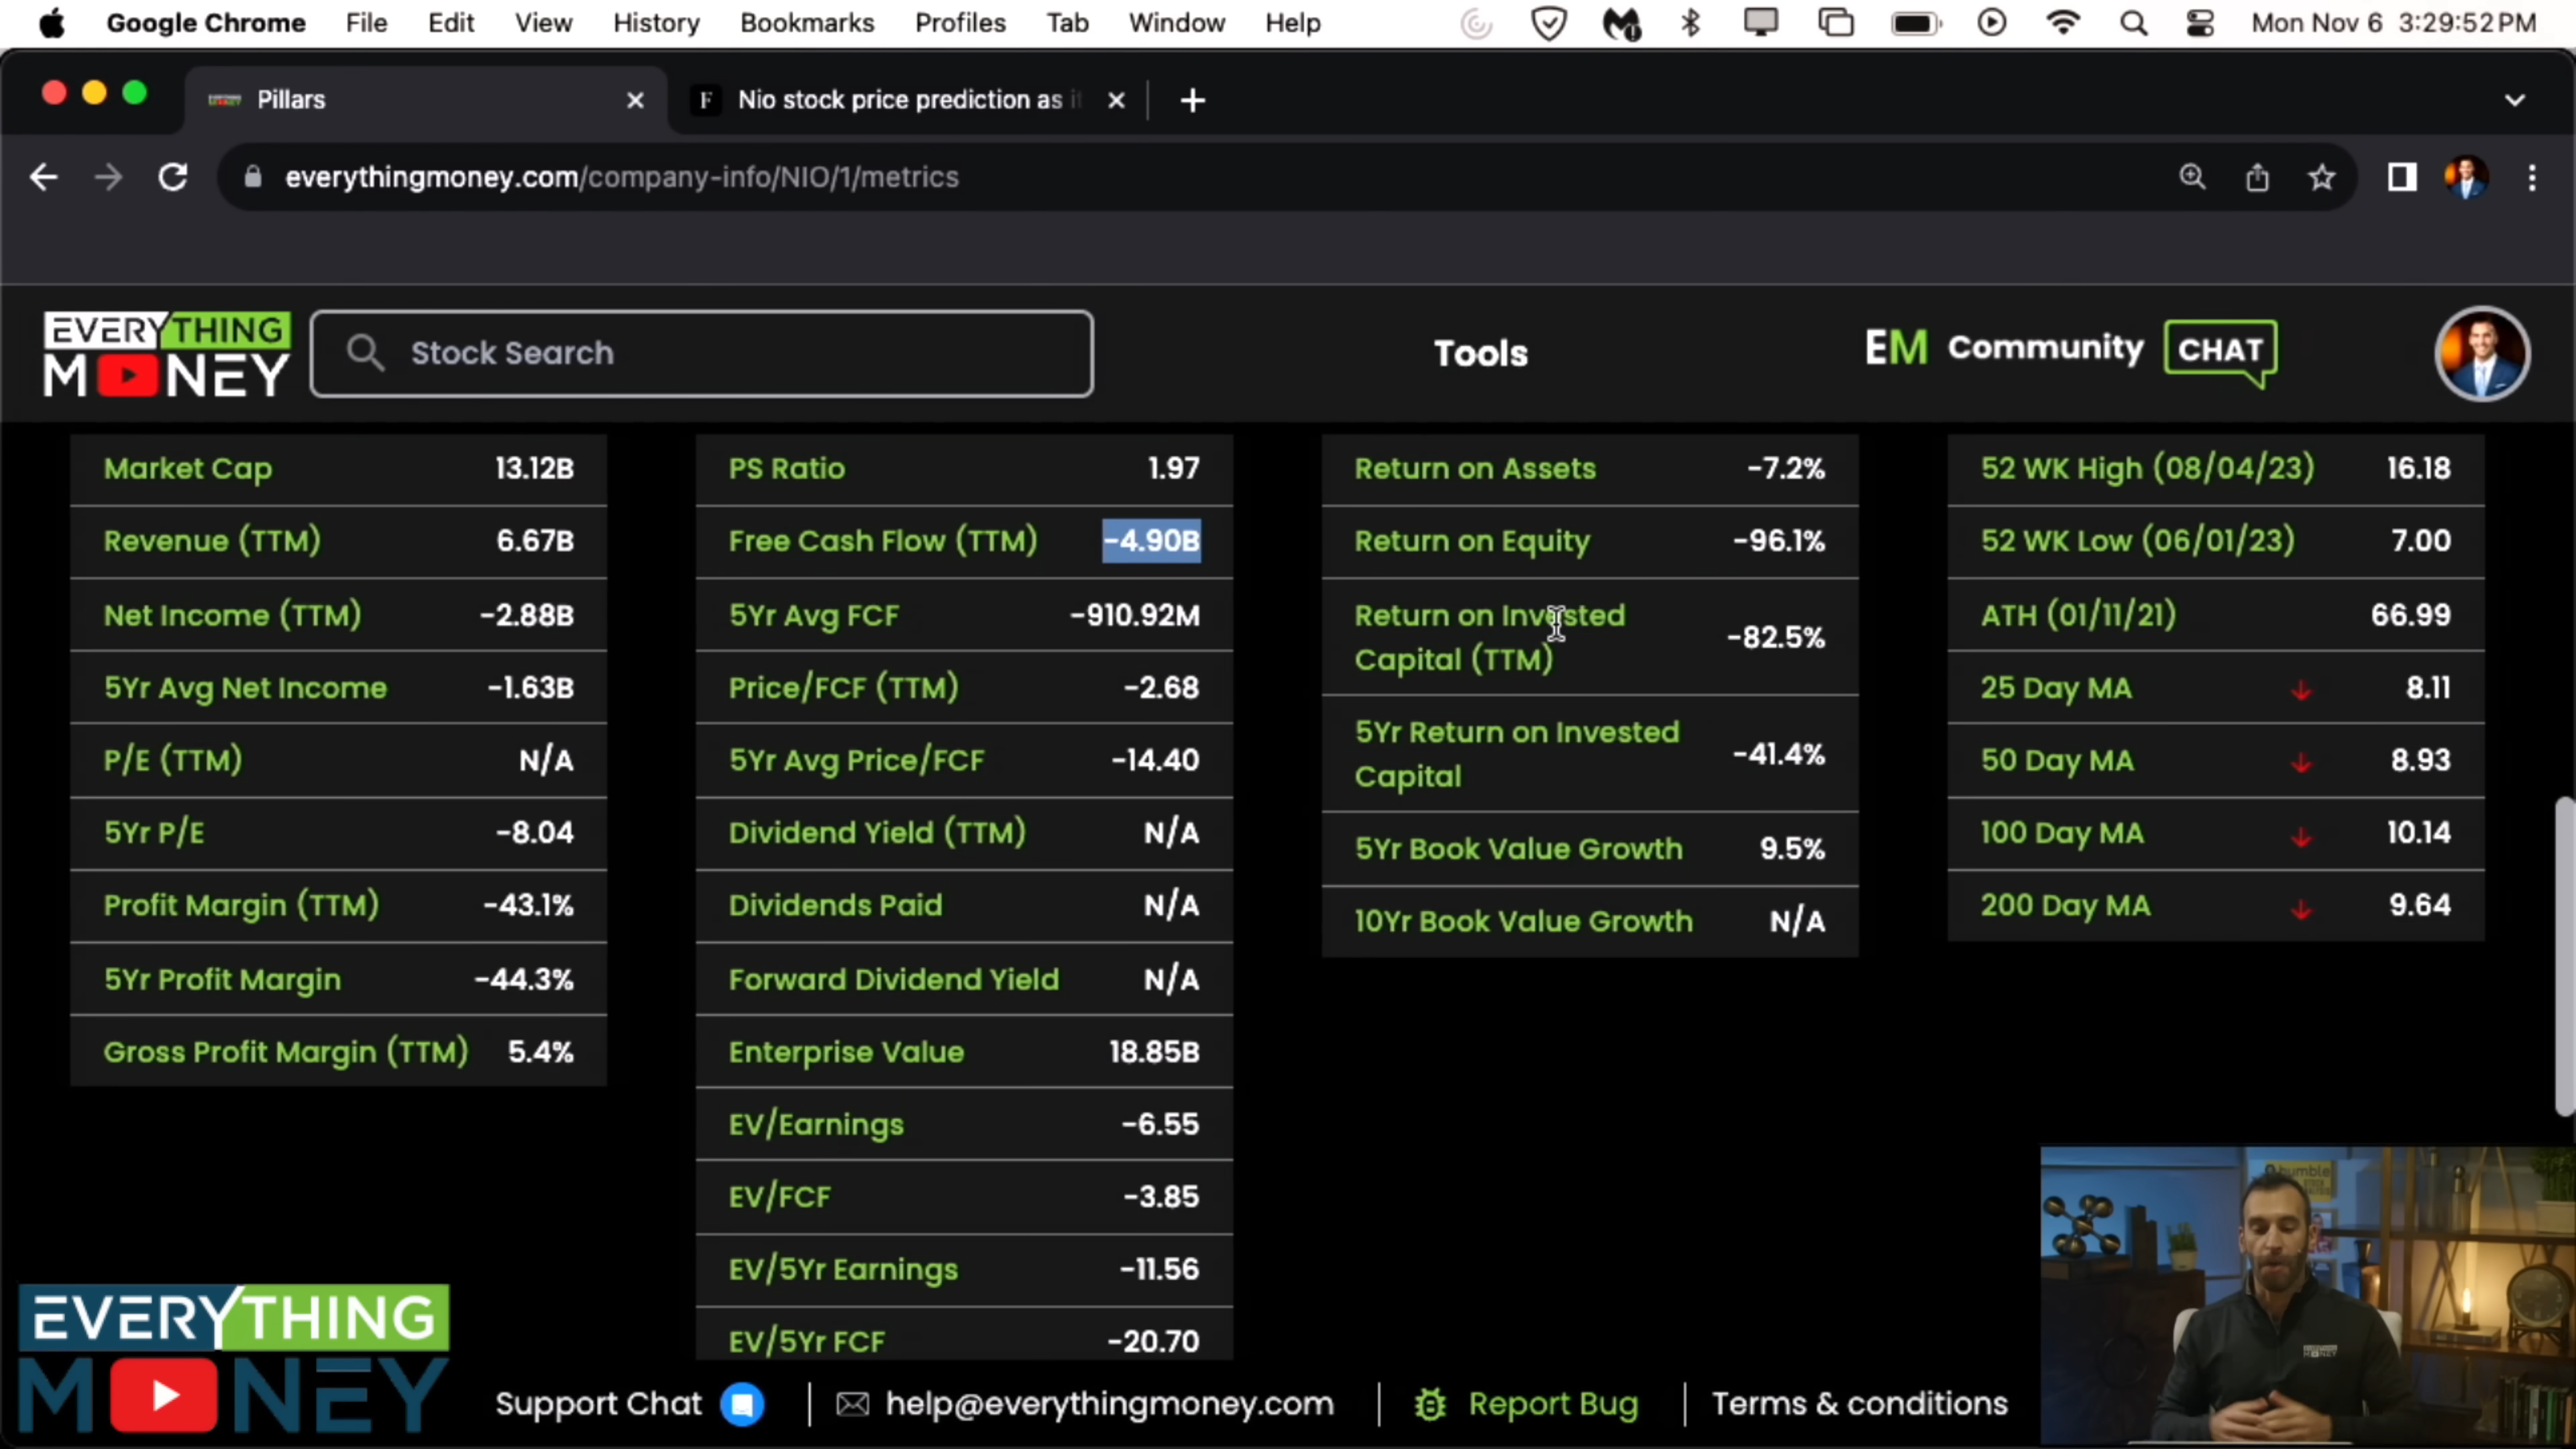 Google Chrome File Edit View History Bookmarks Profiles Tab Window Help Mon Nov 6 3:29:52 PM
Pillars
F Nio stock price prediction as i
everythingmoney.com/company-info/NIO/1/metrics
EVERYTHING
MONEY
Stock Search
Tools
EM Community CHAT
Market Cap 13.12B
Revenue (TTM) 6.67B
Net Income (TTM) -2.88B
5Yr Avg Net Income -1.63B
P/E (TTM) N/A
5Yr P/E -8.04
Profit Margin (TTM) -43.1%
5Yr Profit Margin -44.3%
Gross Profit Margin (TTM) 5.4%
PS Ratio 1.97
Free Cash Flow (TTM) -4.90B
5Yr Avg FCF -910.92M
Price/FCF (TTM) -2.68
5Yr Avg Price/FCF -14.40
Dividend Yield (TTM) N/A
Dividends Paid N/A
Forward Dividend Yield N/A
Enterprise Value 18.85B
EV/Earnings -6.55
EV/FCF -3.85
EV/5Yr Earnings -11.56
EV/5Yr FCF -20.70
Return on Assets -7.2%
Return on Equity -96.1%
Return on Invested
Capital (TTM) -82.5%
5Yr Return on Invested
Capital -41.4%
5Yr Book Value Growth 9.5%
10Yr Book Value Growth N/A
52 WK High (08/04/23) 16.18
52 WK Low (06/01/23) 7.00
ATH (01/11/21) 66.99
25 Day MA 8.11
50 Day MA 8.93
100 Day MA 10.14
200 Day MA 9.64
EVERYTHING
MONEY
Support Chat
help@everythingmoney.com
Report Bug
Terms & conditions